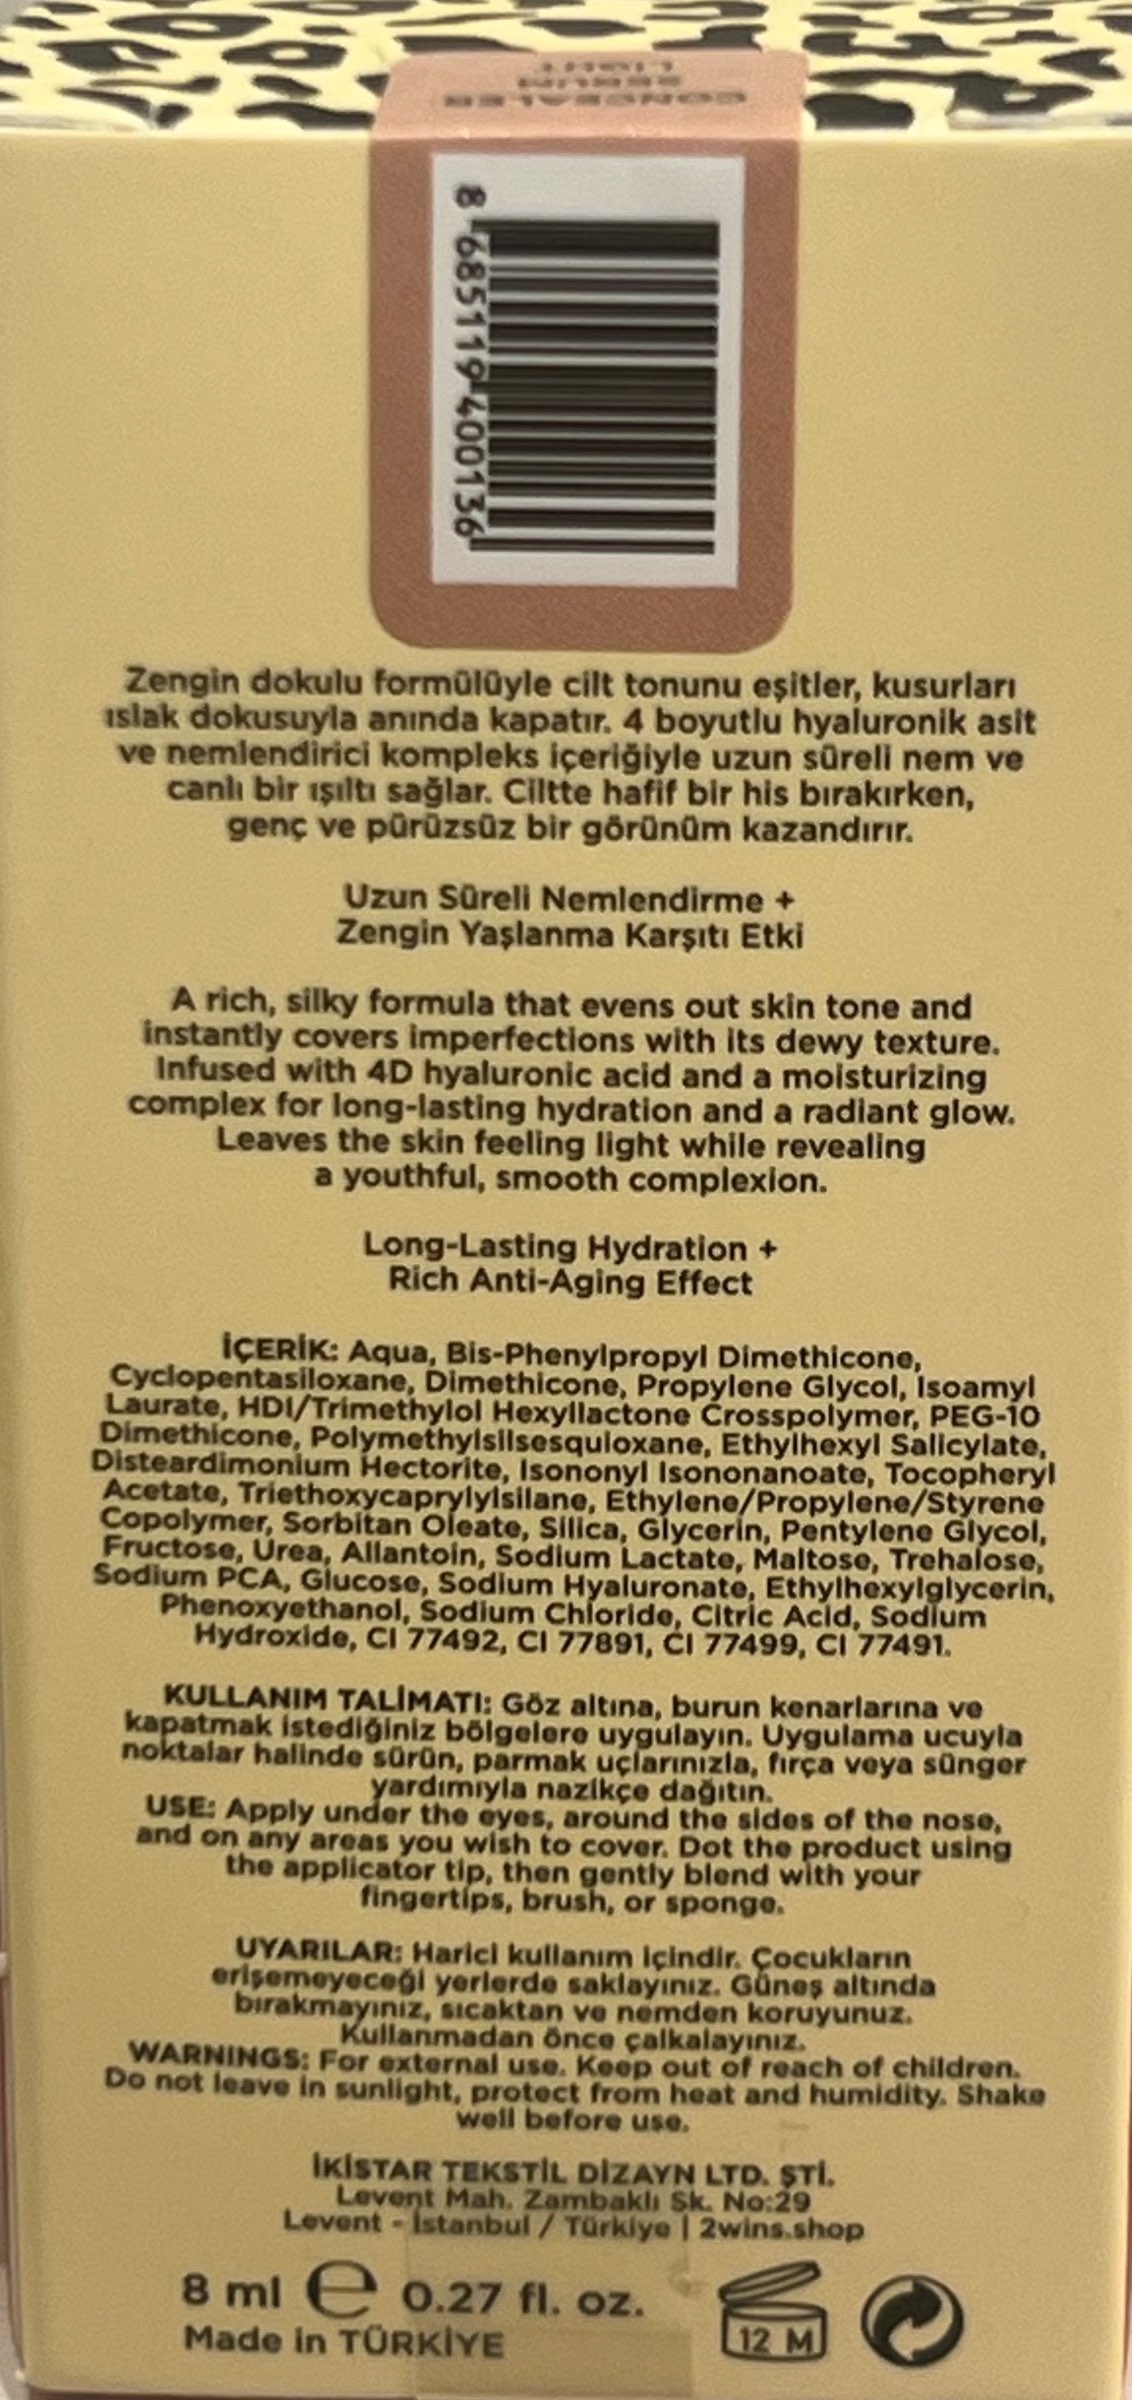 CONCEALER
SERUM
LIGHT
8 685119 400136
Zengin dokulu formülüyle cilt tonunu eşitler, kusurları
ıslak dokusuyla anında kapatır. 4 boyutlu hyaluronik asit
ve nemlendirici kompleks içeriğiyle uzun süreli nem ve
canlı bir ışıltı sağlar. Ciltte hafif bir his bırakırken,
genç ve pürüzsüz bir görünüm kazandırır.
Uzun Süreli Nemlendirme +
Zengin Yaşlanma Karşıtı Etki
A rich, silky formula that evens out skin tone and
instantly covers imperfections with its dewy texture.
Infused with 4D hyaluronic acid and a moisturizing
complex for long-lasting hydration and a radiant glow.
Leaves the skin feeling light while revealing
a youthful, smooth complexion.
Long-Lasting Hydration +
Rich Anti-Aging Effect
İÇERİK: Aqua, Bis-Phenylpropyl Dimethicone,
Cyclopentasiloxane, Dimethicone, Propylene Glycol, Isoamyl
Laurate, HDI/Trimethylol Hexyllactone Crosspolymer, PEG-10
Dimethicone, Polymethylsilsesquioxane, Ethylhexyl Salicylate,
Disteardimonium Hectorite, Isononyl Isononanoate, Tocopheryl
Acetate, Triethoxycaprylylsilane, Ethylene/Propylene/Styrene
Copolymer, Sorbitan Oleate, Silica, Glycerin, Pentylene Glycol,
Fructose, Urea, Allantoin, Sodium Lactate, Maltose, Trehalose,
Sodium PCA, Glucose, Sodium Hyaluronate, Ethylhexylglycerin,
Phenoxyethanol, Sodium Chloride, Citric Acid, Sodium
Hydroxide, CI 77492, CI 77891, CI 77499, CI 77491.
KULLANIM TALİMATI: Göz altına, burun kenarlarına ve
kapatmak istediğiniz bölgelere uygulayın. Uygulama ucuyla
noktalar halinde sürün, parmak uçlarınızla, fırça veya sünger
yardımıyla nazikçe dağıtın.
USE: Apply under the eyes, around the sides of the nose,
and on any areas you wish to cover. Dot the product using
the applicator tip, then gently blend with your
fingertips, brush, or sponge.
UYARILAR: Harici kullanım içindir. Çocukların
erişemeyeceği yerlerde saklayınız. Güneş altında
bırakmayınız, sıcaktan ve nemden koruyunuz.
Kullanmadan önce çalkalayınız.
WARNINGS: For external use. Keep out of reach of children.
Do not leave in sunlight, protect from heat and humidity. Shake
well before use.
İKİSTAR TEKSTİL DİZAYN LTD. ŞTİ.
Levent Mah. Zambaklı Sk. No:29
Levent - İstanbul / Türkiye | 2wins.shop
8 ml e 0.27 fl. oz.
Made in TÜRKİYE
12 M